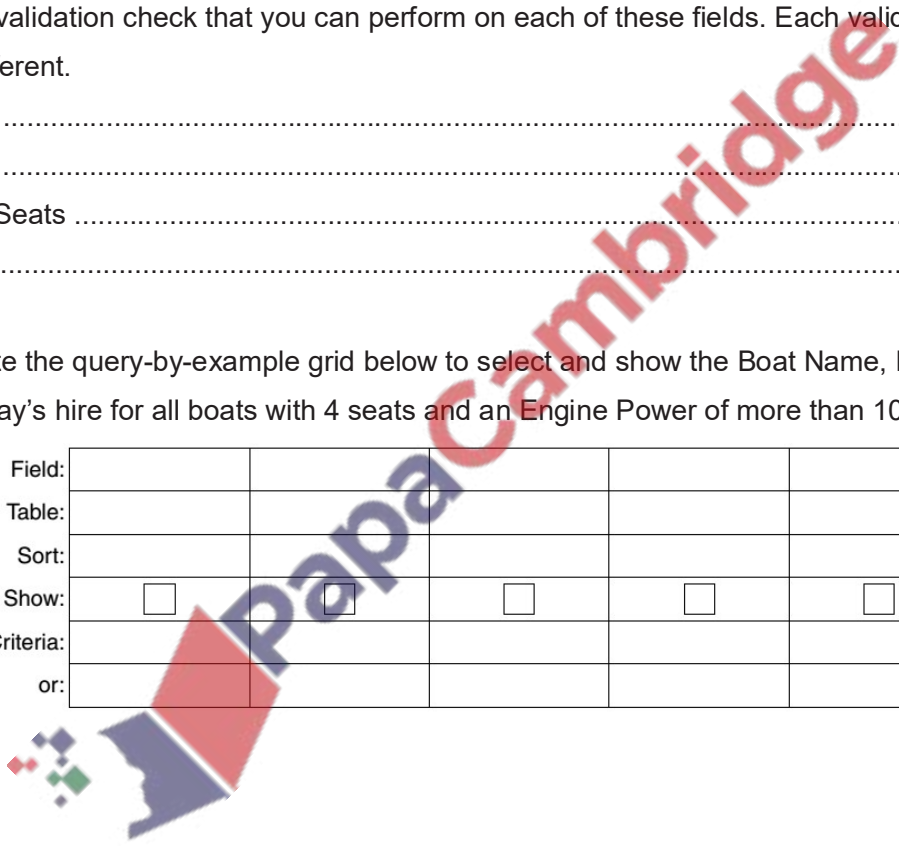 validation check that you can perform on each of these fields. Each valid
erent.
Seats
te the query-by-example grid below to select and show the Boat Name,
ay's hire for all boats with 4 seats and an Engine Power of more than 10
Field:
Table:
Sort:
Show:
Criteria:
or:
PapaCambridge